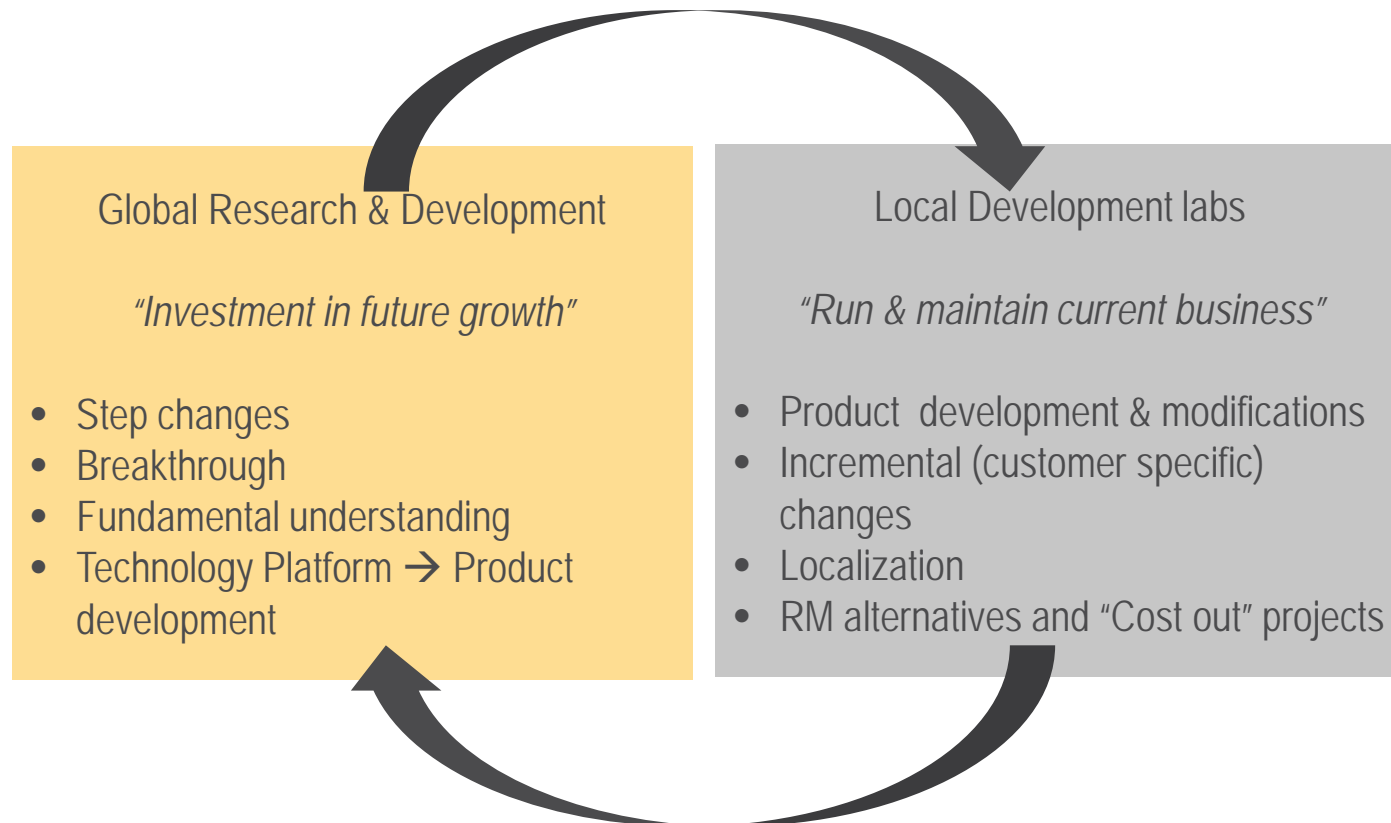 Global Research & Development
“Investment in future growth”
• Step changes
• Breakthrough
• Fundamental understanding
• Technology Platform → Product
development
Local Development labs
“Run & maintain current business”
• Product  development & modifications
• Incremental (customer specific)
changes
• Localization
• RM alternatives and “Cost out” projects